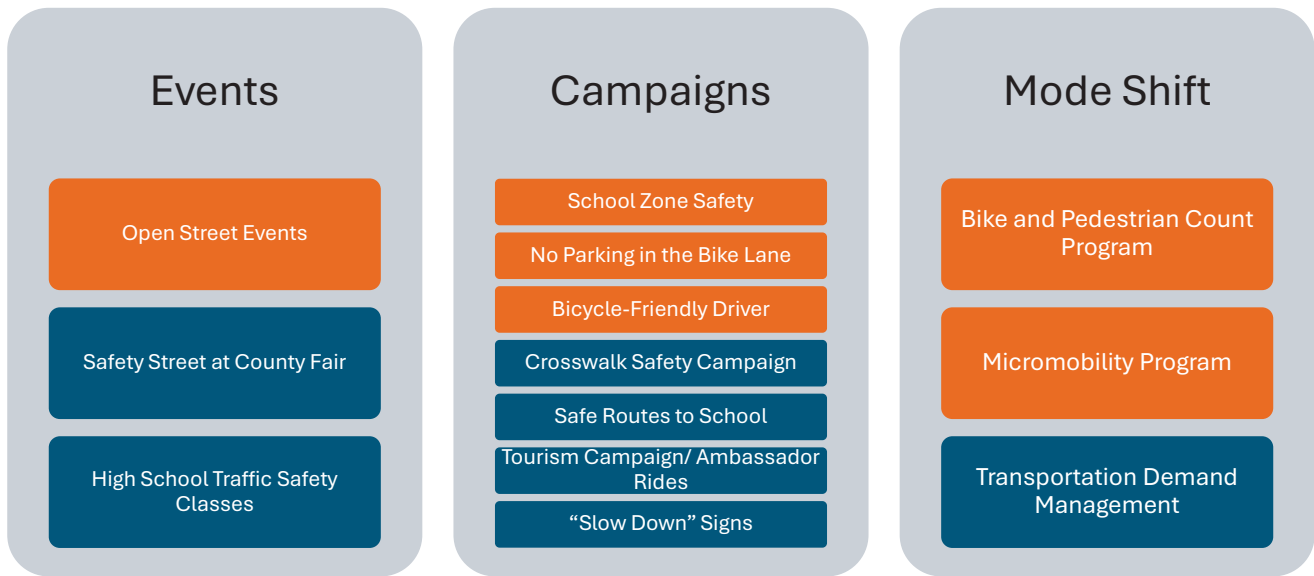 Events
Open Street Events
Safety Street at County Fair
High School Traffic Safety
Classes
Campaigns
School Zone Safety
No Parking in the Bike Lane
Bicycle-Friendly Driver
Crosswalk Safety Campaign
Safe Routes to School
Tourism Campaign/ Ambassador
Rides
“Slow Down” Signs
Mode Shift
Bike and Pedestrian Count
Program
Micromobility Program
Transportation Demand
Management